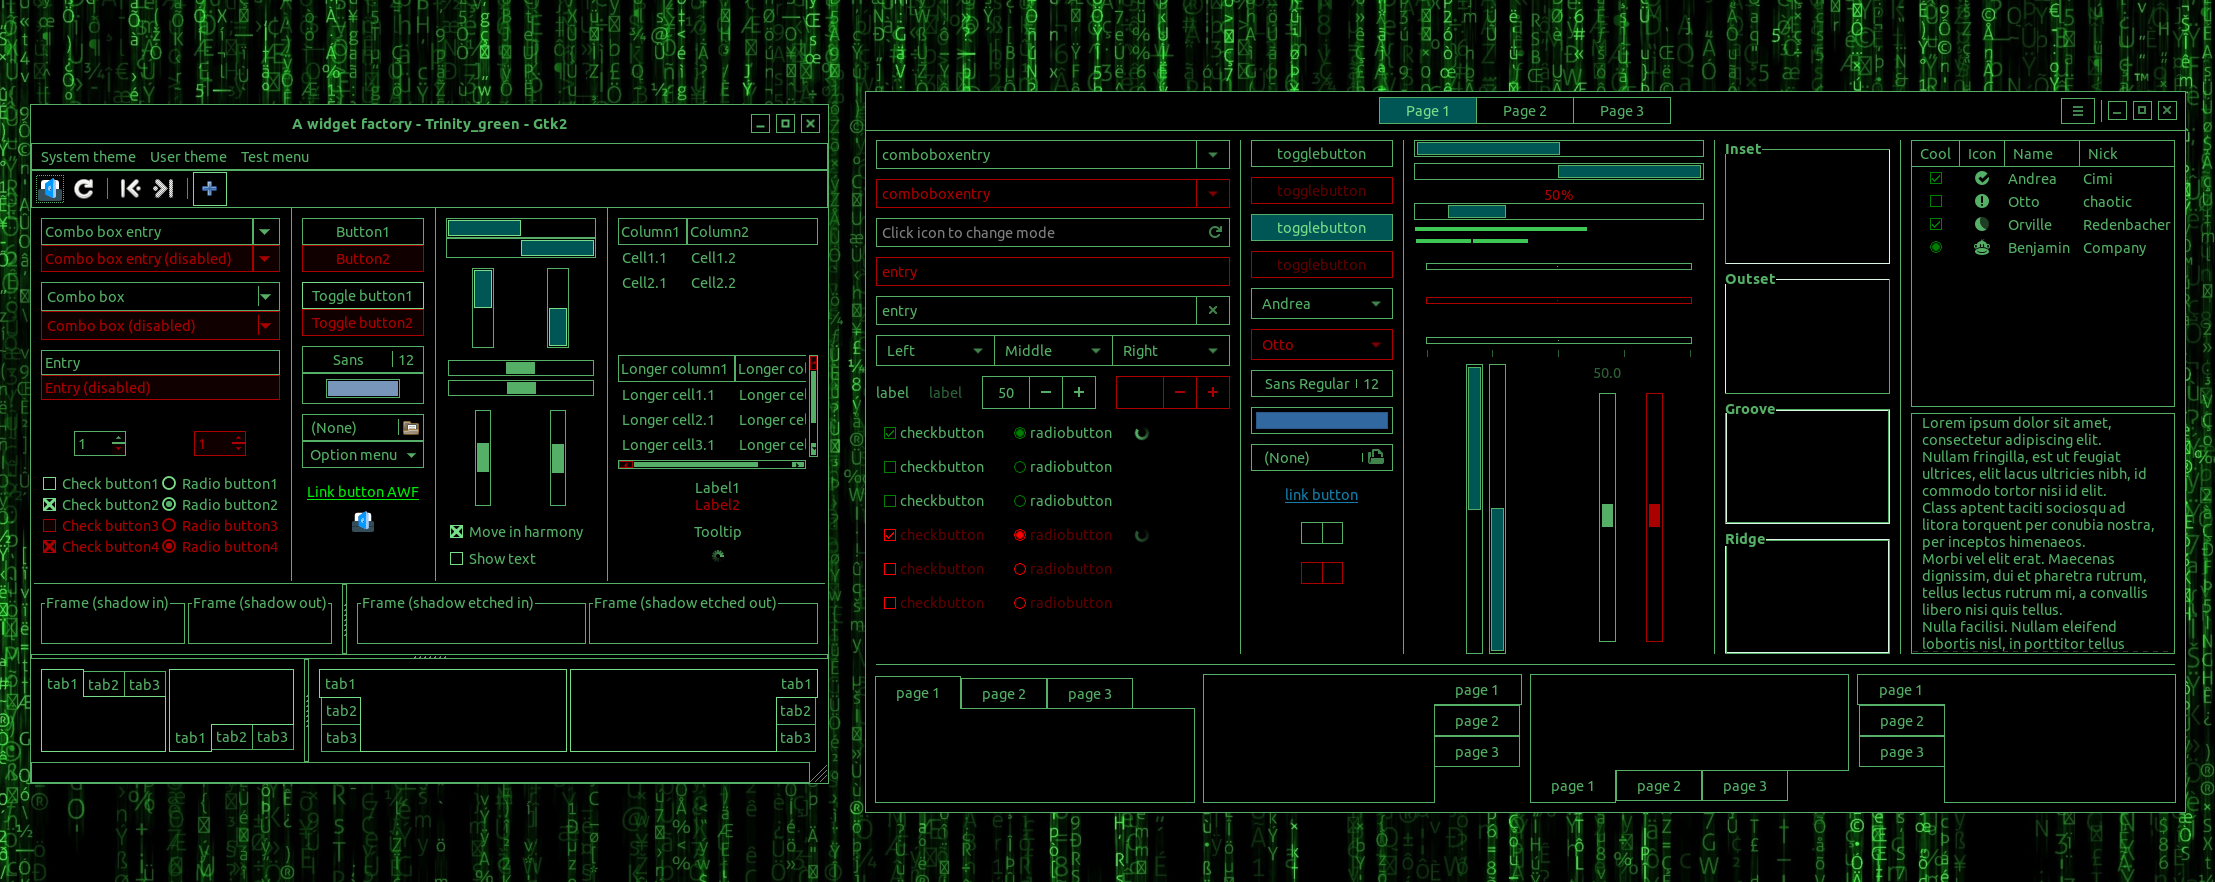 A widget factory - Trinity_green - Gtk2
System theme User theme Test menu
Combo box entry
Combo box entry (disabled)
Combo box
Combo box (disabled)
Entry
Entry (disabled)
1 1
Check button1 Radio button1
Check button2 Radio button2
Check button3 Radio button3
Check button4 Radio button4
Button1
Button2
Toggle button1
Toggle button2
Sans 12
(None)
Option menu
Link button AWF
Move in harmony
Show text
Column1 Column2
Cell1.1 Cell1.2
Cell2.1 Cell2.2
Longer column1 Longer co
Longer cell1.1 Longer cel
Longer cell2.1 Longer cel
Longer cell3.1 Longer cel
Label1
Label2
Tooltip
Frame (shadow in) Frame (shadow out) Frame (shadow etched in) Frame (shadow etched out)
tab1 tab2 tab3
tab1 tab2 tab3
tab1
tab2
tab3
tab1
tab2
tab3
Page 1 Page 2 Page 3
comboboxentry
comboboxentry
Click icon to change mode
entry
entry
Left Middle Right
label label 50
checkbutton radiobutton
checkbutton radiobutton
checkbutton radiobutton
checkbutton radiobutton
checkbutton radiobutton
checkbutton radiobutton
togglebutton
togglebutton
togglebutton
togglebutton
Andrea
Otto
Sans Regular 12
(None)
link button
50%
50.0
Inset
Outset
Groove
Ridge
Cool Icon Name Nick
Andrea Cimi
Otto chaotic
Orville Redenbacher
Benjamin Company
Lorem ipsum dolor sit amet,
consectetur adipiscing elit.
Nullam fringilla, est ut feugiat
ultrices, elit lacus ultricies nibh, id
commodo tortor nisi id elit.
Class aptent taciti sociosqu ad
litora torquent per conubia nostra,
per inceptos himenaeos.
Morbi vel elit erat. Maecenas
dignissim, dui et pharetra rutrum,
tellus lectus rutrum mi, a convallis
libero nisi quis tellus.
Nulla facilisi. Nullam eleifend
lobortis nisl, in porttitor tellus
page 1 page 2 page 3
page 1
page 2
page 3
page 1 page 2 page 3
page 1
page 2
page 3